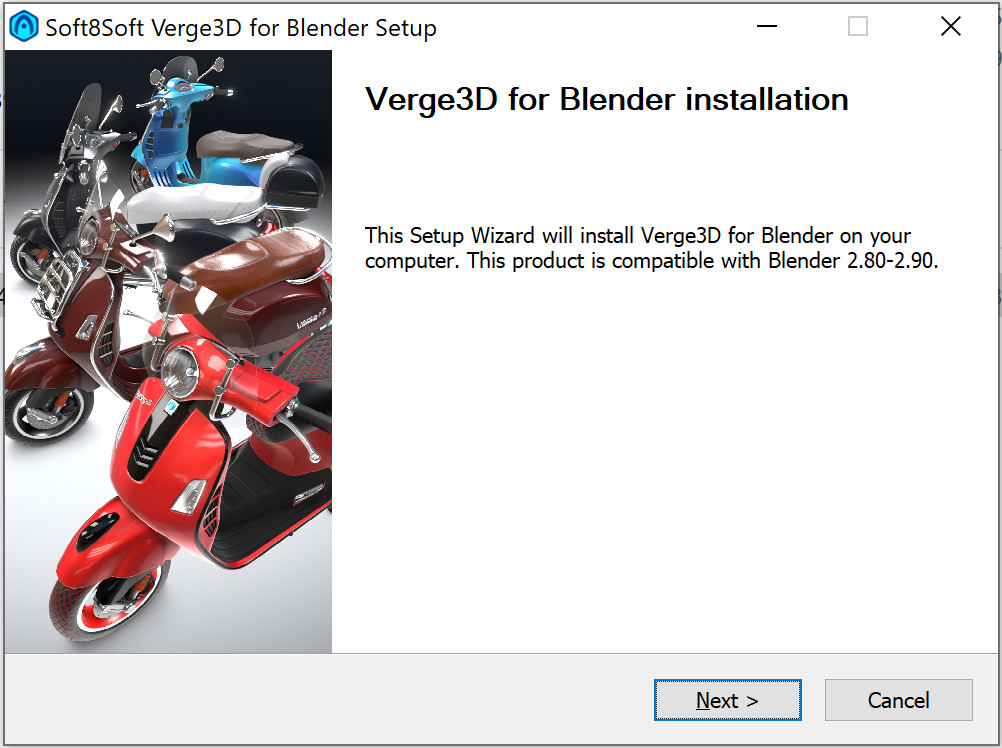 Soft8Soft Verge3D for Blender Setup
Verge3D for Blender installation
This Setup Wizard will install Verge3D for Blender on your
computer. This product is compatible with Blender 2.80-2.90.
Next >
Cancel